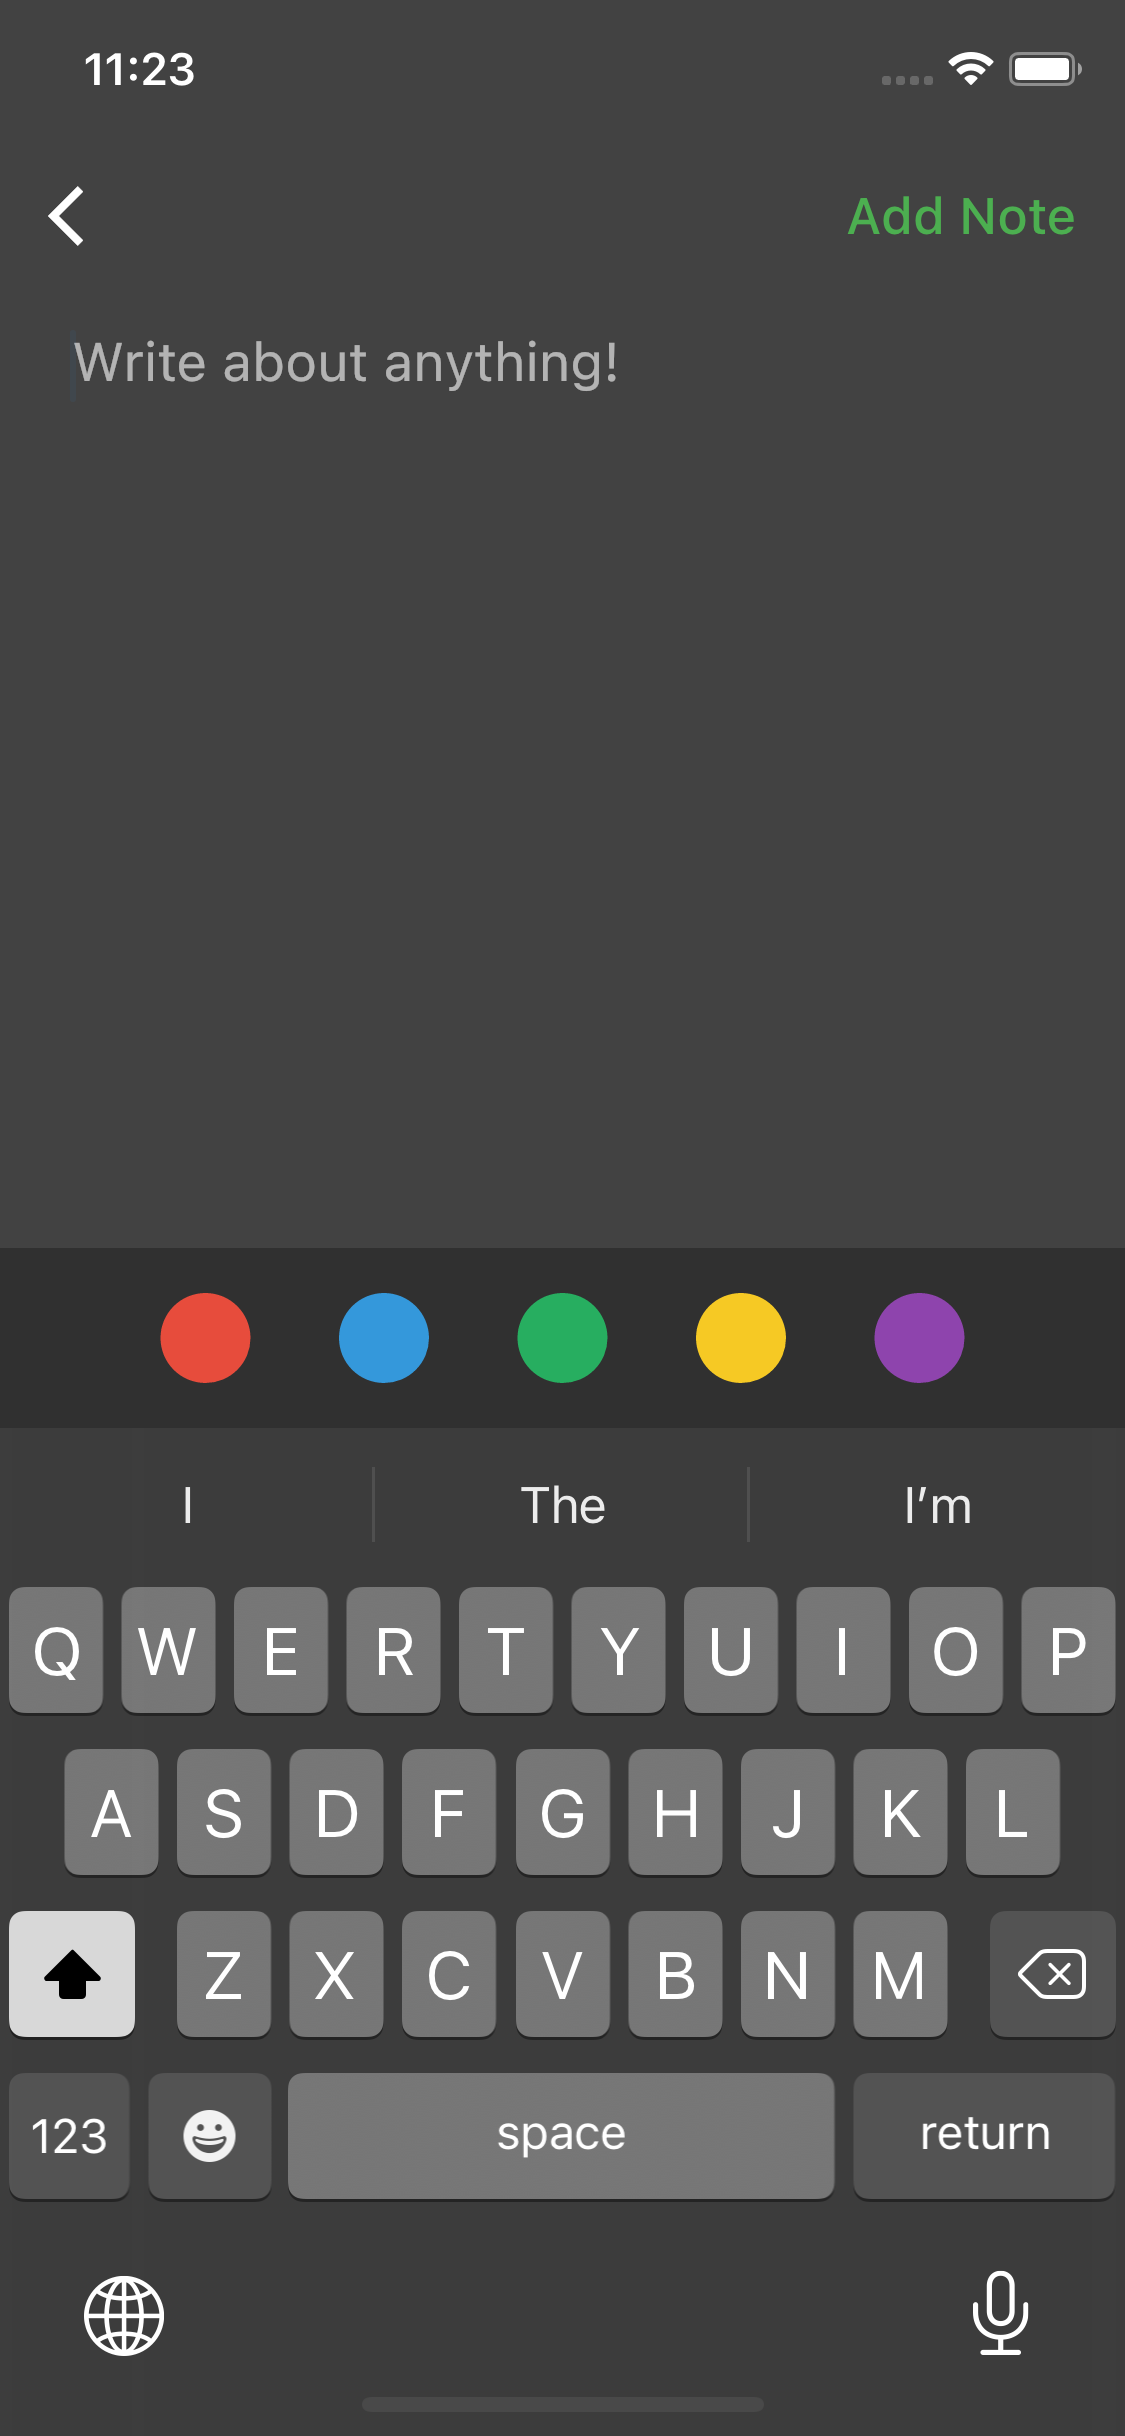 11:23
Add Note
Write about anything!
I The I’m
Q W E R T Y U I O P
A S D F G H J K L
Z X C V B N M
123 space return